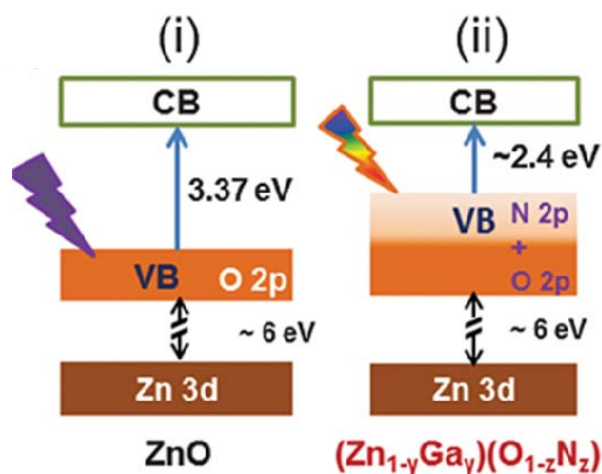 (i)
CB
3.37 eV
VB O 2p
~ 6 eV
Zn 3d
ZnO
(ii)
CB
~2.4 eV
VB N 2p
+
O 2p
~ 6 eV
Zn 3d
(Zn1-yGay)(O1-zNz)